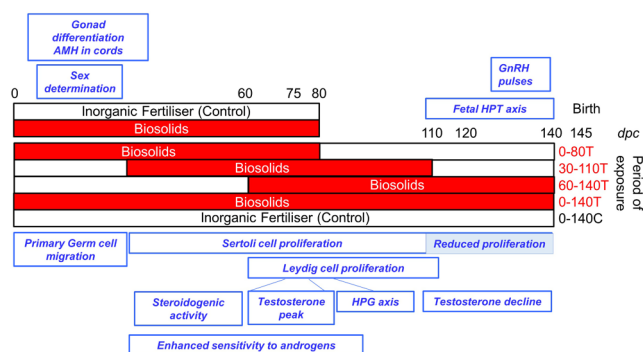 Gonad
differentiation
AMH in cords
Sex
determination
GnRH
pulses
0 60 75 80
Inorganic Fertiliser (Control)
Fetal HPT axis
Birth
Biosolids
110 120 140 145 dpc
Biosolids
0-80T
Biosolids
30-110T
Biosolids
60-140T
Biosolids
0-140T
Inorganic Fertiliser (Control)
0-140C
Period of
exposure
Primary Germ cell
migration
Sertoli cell proliferation
Reduced proliferation
Leydig cell proliferation
Steroidogenic
activity
Testosterone
peak
HPG axis
Testosterone decline
Enhanced sensitivity to androgens